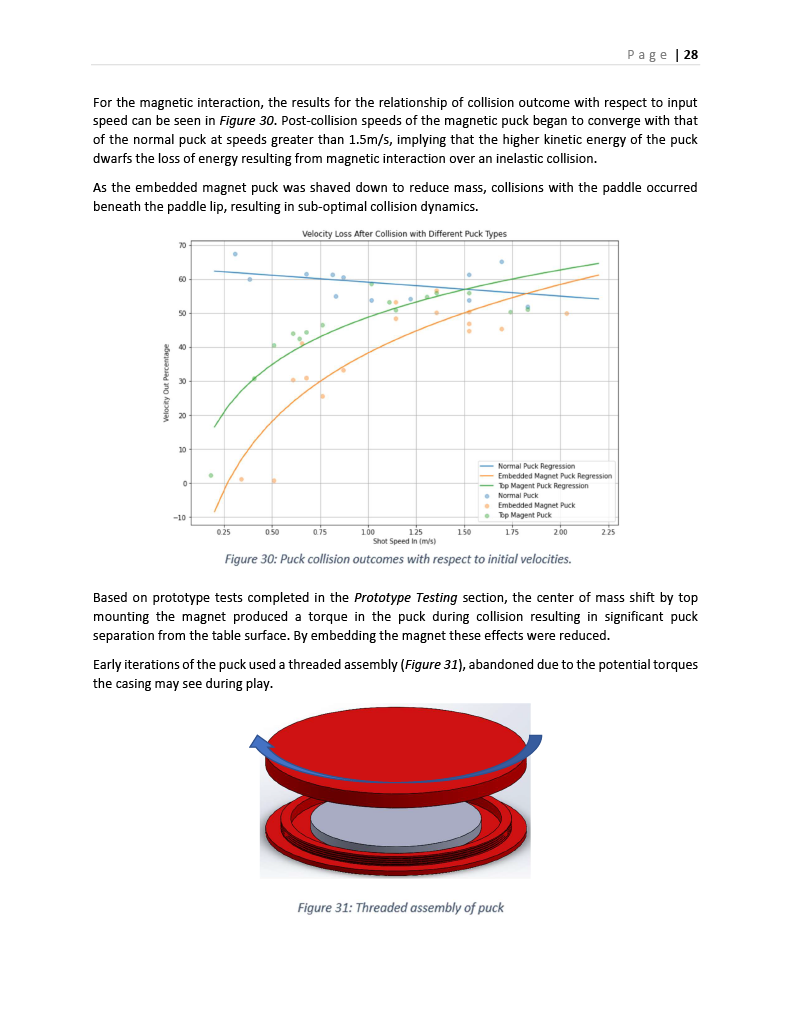 Page | 28
For the magnetic interaction, the results for the relationship of collision outcome with respect to input
speed can be seen in Figure 30. Post-collision speeds of the magnetic puck began to converge with that
of the normal puck at speeds greater than 1.5m/s, implying that the higher kinetic energy of the puck
dwarfs the loss of energy resulting from magnetic interaction over an inelastic collision.
As the embedded magnet puck was shaved down to reduce mass, collisions with the paddle occurred
beneath the paddle lip, resulting in sub-optimal collision dynamics.
Velocity Loss After Collision with Different Puck Types
70
60
50
40
30
20
10
0
−10
Velocity Out Percentage
Normal Puck Regression
Embedded Magnet Puck Regression
Top Magent Puck Regression
Normal Puck
Embedded Magnet Puck
Top Magent Puck
0.25 0.50 0.75 1.00 1.25 1.50 1.75 2.00 2.25
Shot Speed In (m/s)
Figure 30: Puck collision outcomes with respect to initial velocities.
Based on prototype tests completed in the Prototype Testing section, the center of mass shift by top
mounting the magnet produced a torque in the puck during collision resulting in significant puck
separation from the table surface. By embedding the magnet these effects were reduced.
Early iterations of the puck used a threaded assembly (Figure 31), abandoned due to the potential torques
the casing may see during play.
Figure 31: Threaded assembly of puck